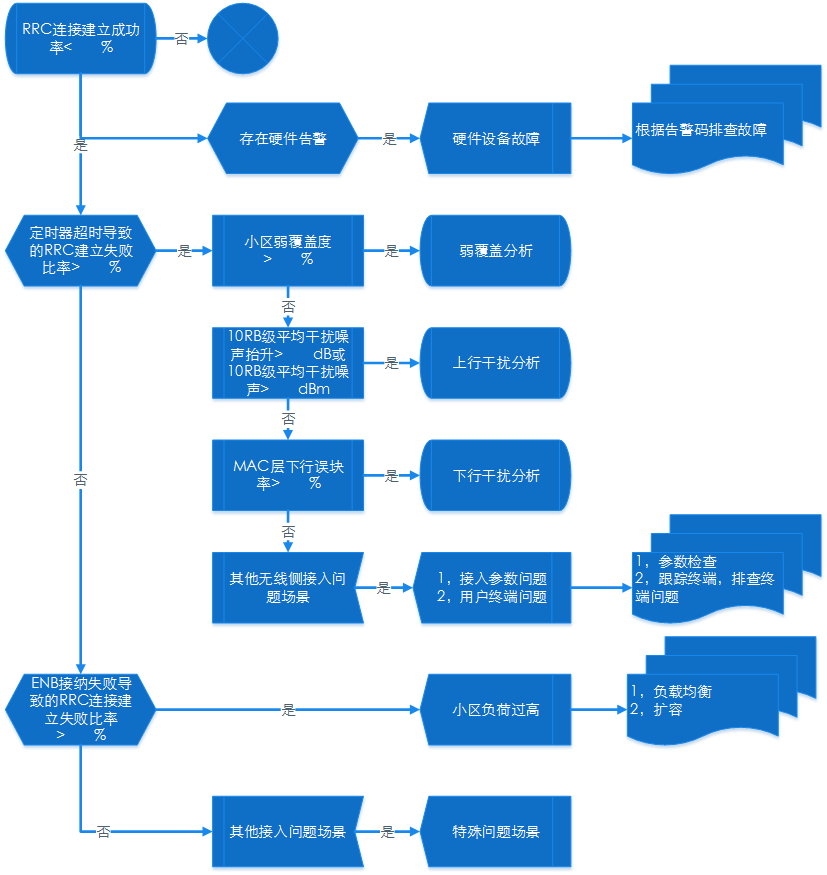 RRC连接建立成功
率<      %
否
是
存在硬件告警
是
硬件设备故障
根据告警码排查故障
定时器超时导致
的RRC建立失败
比率>      %
是
小区弱覆盖度
>      %
是
弱覆盖分析
否
10RB级平均干扰噪
声抬升>      dB或
10RB级平均干扰噪
声>      dBm
是
上行干扰分析
否
MAC层下行误块
率>      %
是
下行干扰分析
否
否
其他无线侧接入问
题场景
是
1，接入参数问题
2，用户终端问题
1，参数检查
2，跟踪终端，排查终
端问题
ENB接纳失败导
致的RRC连接建
立失败比率
>      %
是
小区负荷过高
1，负载均衡
2，扩容
否
其他接入问题场景
是
特殊问题场景